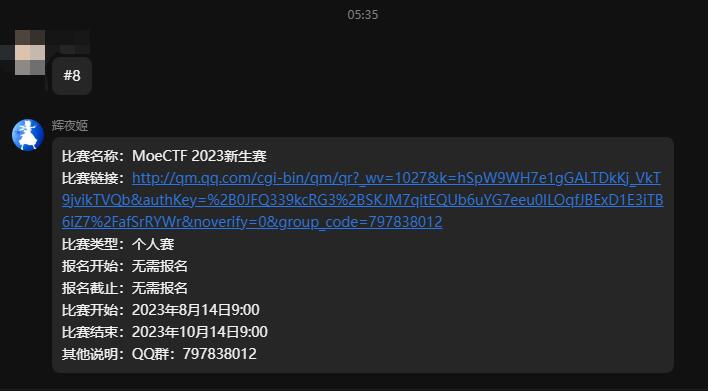 05:35
#8
辉夜姬
比赛名称：MoeCTF 2023新生赛
比赛链接：http://qm.qq.com/cgi-bin/qm/qr?_wv=1027&k=hSpW9WH7e1gGALTDkKj_VkT
9jvikTVQb&authKey=%2B0JFQ339kcRG3%2BSKJM7qitEQUb6uYG7eeu0ILOqfJBExD1E3iTB
6iZ7%2FafSrRYWr&noverify=0&group_code=797838012
比赛类型：个人赛
报名开始：无需报名
报名截止：无需报名
比赛开始：2023年8月14日9:00
比赛结束：2023年10月14日9:00
其他说明：QQ群：797838012